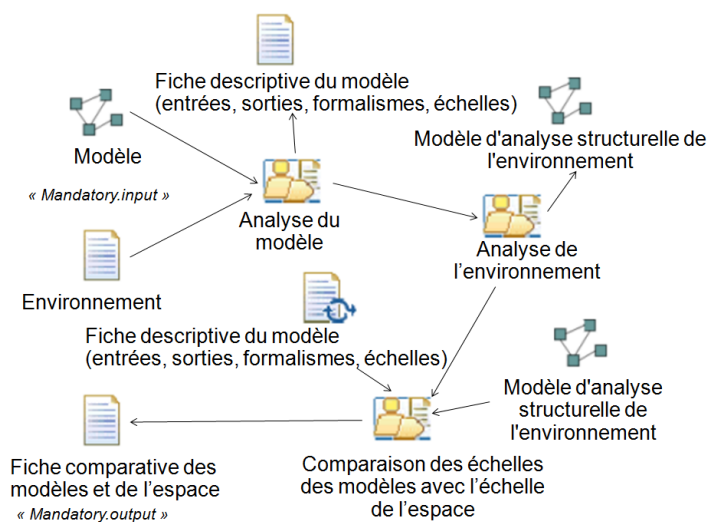 Fiche descriptive du modèle
(entrées, sorties, formalismes, échelles)
Modèle
« Mandatory.input »
Modèle d'analyse structurelle de
l'environnement
Analyse du
modèle
Analyse de
l’environnement
Environnement
Fiche descriptive du modèle
(entrées, sorties, formalismes, échelles)
Modèle d'analyse
structurelle de
l'environnement
Fiche comparative des
modèles et de l’espace
« Mandatory.output »
Comparaison des échelles
des modèles avec l’échelle
de l’espace